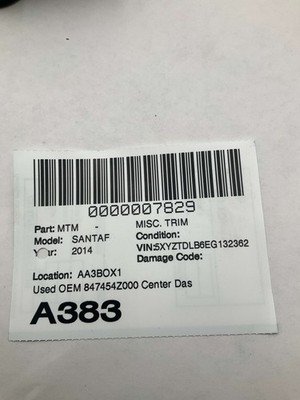 0000007829
Part: MTM - MISC. TRIM
Model: SANTAF Condition:
Year: 2014 VIN:5XYZTDLB6EG132362
Damage Code:
Location: AA3BOX1
Used OEM 847454Z000 Center Das
A383